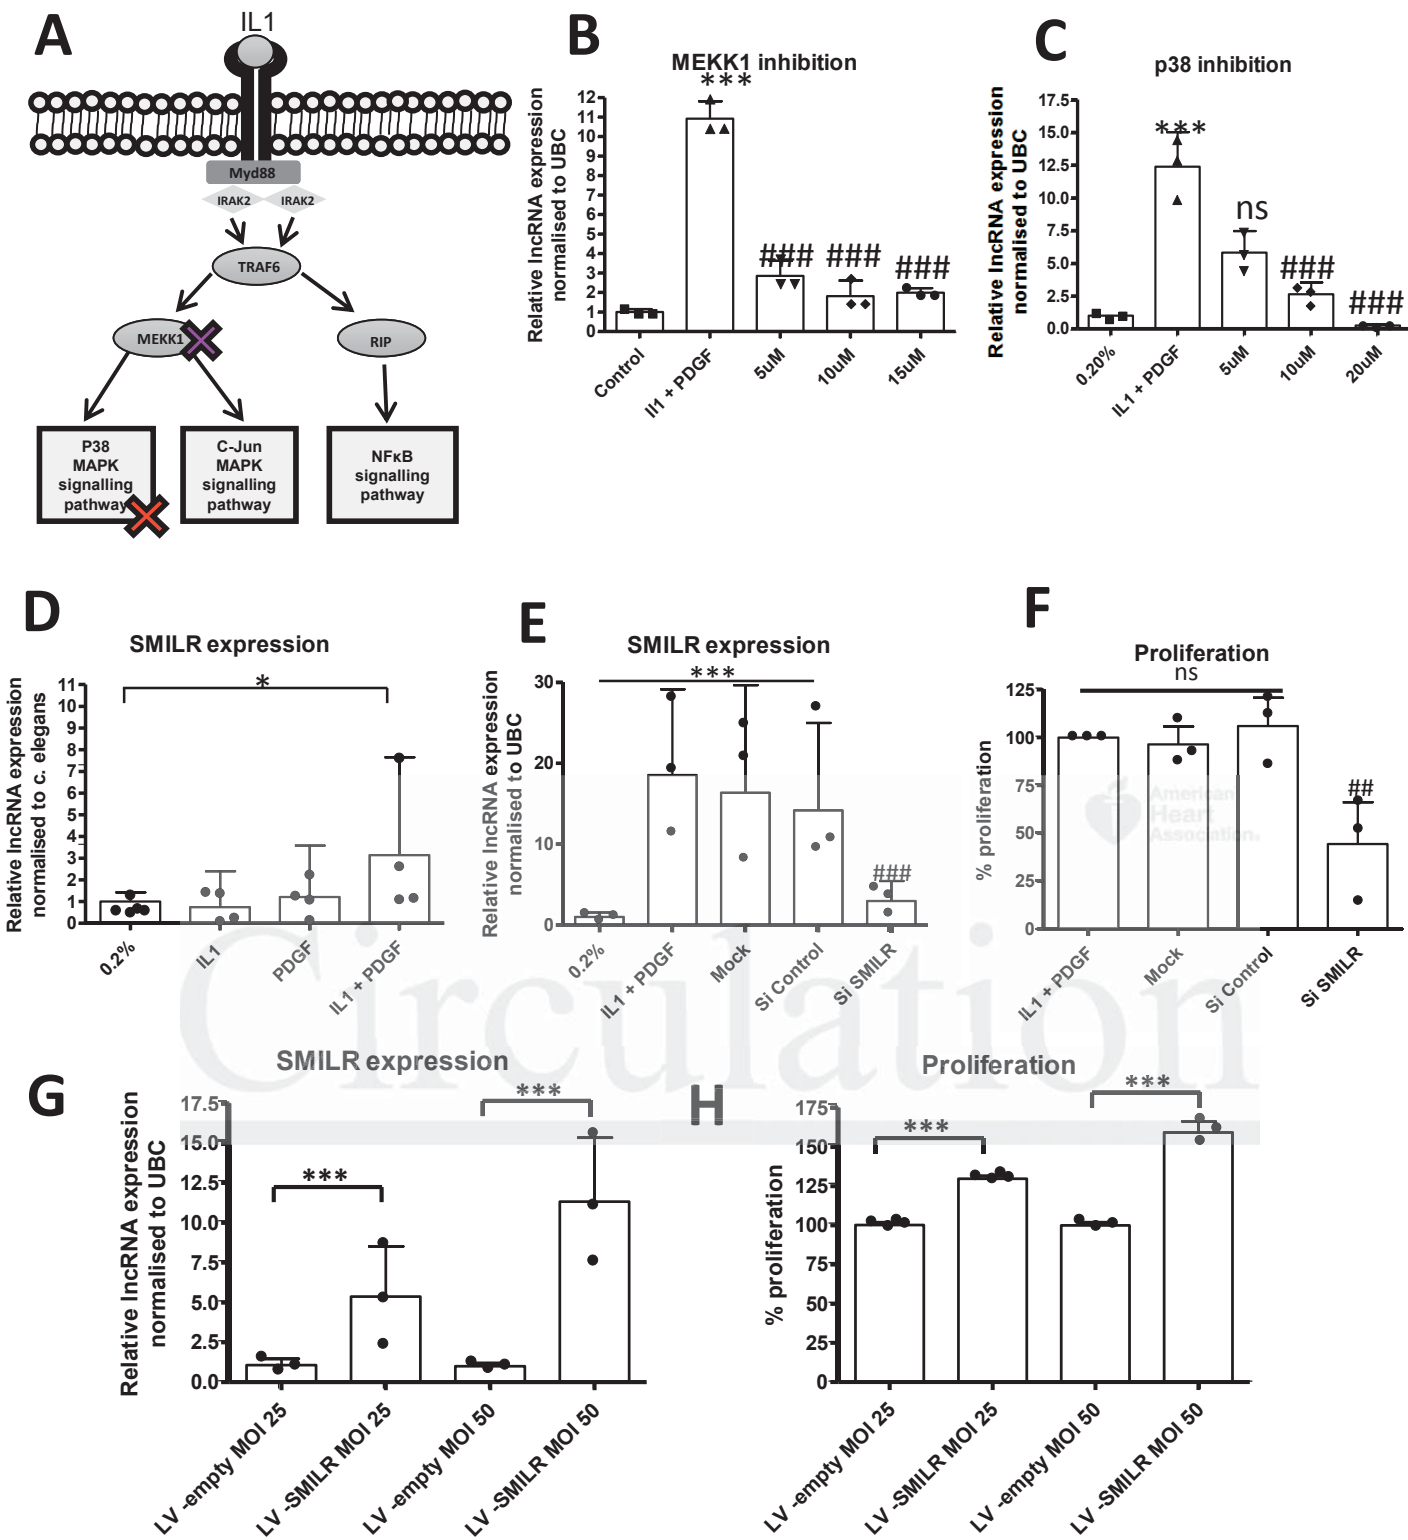 A
IL1
Myd88
IRAK2
IRAK2
TRAF6
MEKK1
RIP
P38
MAPK
signalling
pathway
C-Jun
MAPK
signalling
pathway
NFκB
signalling
pathway
B
MEKK1 inhibition
***
Relative lncRNA expression
normalised to UBC
12
11
10
9
8
7
6
5
4
3
2
1
0
###
###
###
Control
Il1 + PDGF
5uM
10uM
15uM
C
p38 inhibition
***
Relative lncRNA expression
normalised to UBC
17.5
15.0
12.5
10.0
7.5
5.0
2.5
0.0
ns
###
###
0.20%
IL1 + PDGF
5uM
10uM
20uM
D
SMILR expression
*
Relative lncRNA expression
normalised to c. elegans
11
10
9
8
7
6
5
4
3
2
1
0
0.2%
IL1
PDGF
IL1 + PDGF
E
SMILR expression
***
Relative lncRNA expression
normalised to UBC
30
20
10
0
###
0.2%
IL1 + PDGF
Mock
Si Control
Si SMILR
F
Proliferation
ns
% proliferation
125
100
75
50
25
0
##
American
Heart
Association
IL1 + PDGF
Mock
Si Control
Si SMILR
Circulation
G
SMILR expression
***
***
Relative lncRNA expression
normalised to UBC
17.5
15.0
12.5
10.0
7.5
5.0
2.5
0.0
LV -empty MOI 25
LV -SMILR MOI 25
LV -empty MOI 50
LV -SMILR MOI 50
H
Proliferation
***
***
% proliferation
175
150
125
100
75
50
25
0
LV -empty MOI 25
LV -SMILR MOI 25
LV -empty MOI 50
LV -SMILR MOI 50